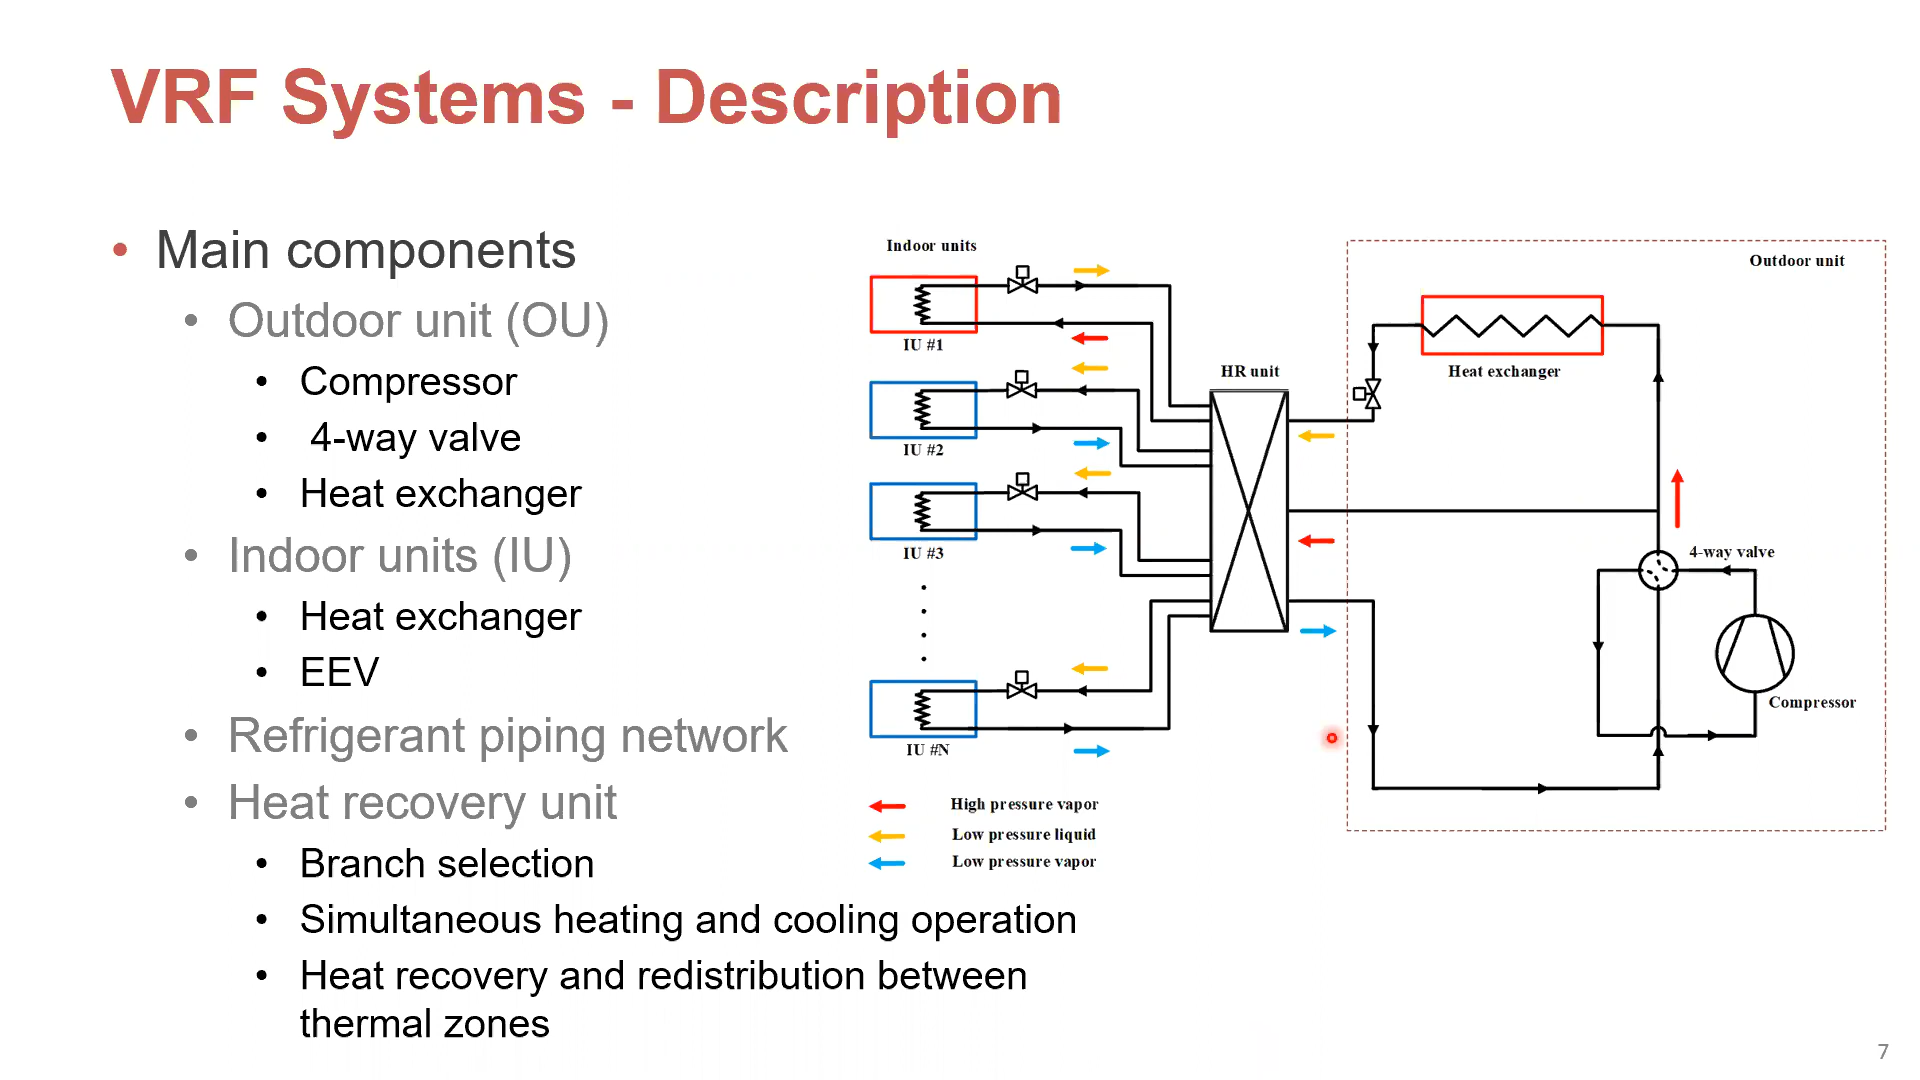 VRF Systems - Description
• Main components
• Outdoor unit (OU)
• Compressor
• 4-way valve
• Heat exchanger
• Indoor units (IU)
• Heat exchanger
• EEV
• Refrigerant piping network
• Heat recovery unit
• Branch selection
• Simultaneous heating and cooling operation
• Heat recovery and redistribution between
thermal zones
Indoor units
IU #1
IU #2
IU #3
IU #N
HR unit
Outdoor unit
Heat exchanger
4-way valve
Compressor
High pressure vapor
Low pressure liquid
Low pressure vapor
7